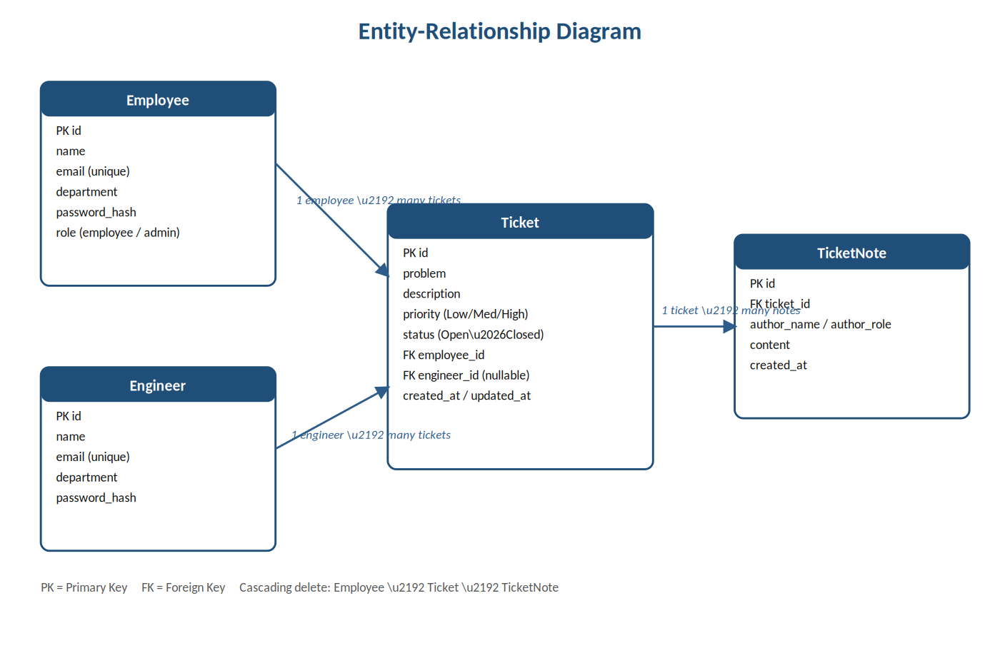 Entity-Relationship Diagram
Employee
PK id
name
email (unique)
department
password_hash
role (employee / admin)
1 employee \u2192 many tickets
Ticket
PK id
problem
description
priority (Low/Med/High)
status (Open\u2026Closed)
FK employee_id
FK engineer_id (nullable)
created_at / updated_at
1 ticket \u2192 many notes
TicketNote
PK id
FK ticket_id
author_name / author_role
content
created_at
Engineer
PK id
name
email (unique)
department
password_hash
1 engineer \u2192 many tickets
PK = Primary Key FK = Foreign Key Cascading delete: Employee \u2192 Ticket \u2192 TicketNote